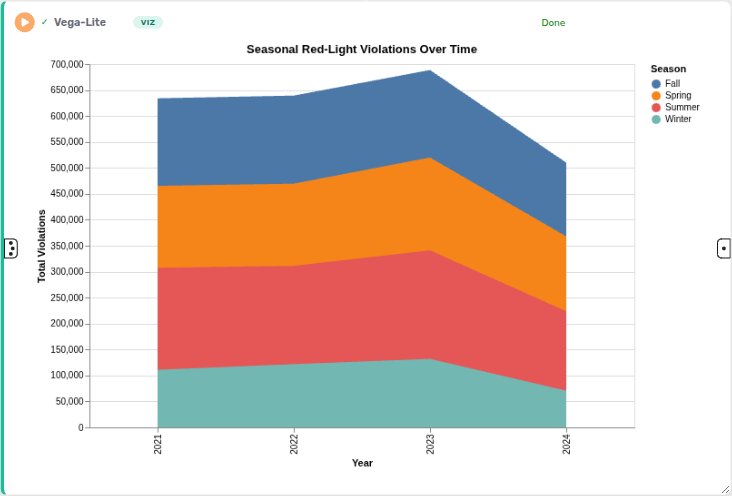 ✓ Vega-Lite VIZ Done
Seasonal Red-Light Violations Over Time
Total Violations
700,000
650,000
600,000
550,000
500,000
450,000
400,000
350,000
300,000
250,000
200,000
150,000
100,000
50,000
0
2021 2022 2023 2024
Year
Season
Fall
Spring
Summer
Winter